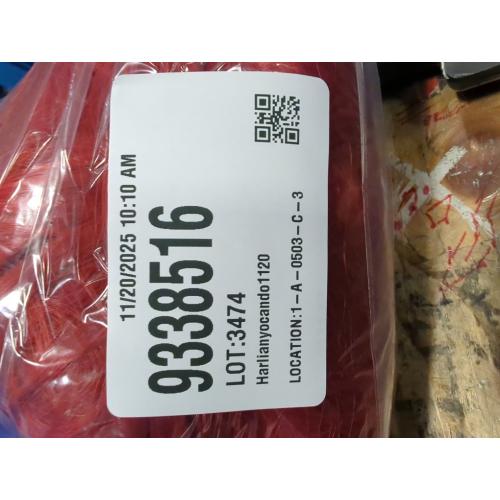 11/20/2025 10:10 AM
9338516
LOT:3474
Harlianyocando1120
LOCATION:1-A-0503-C-3